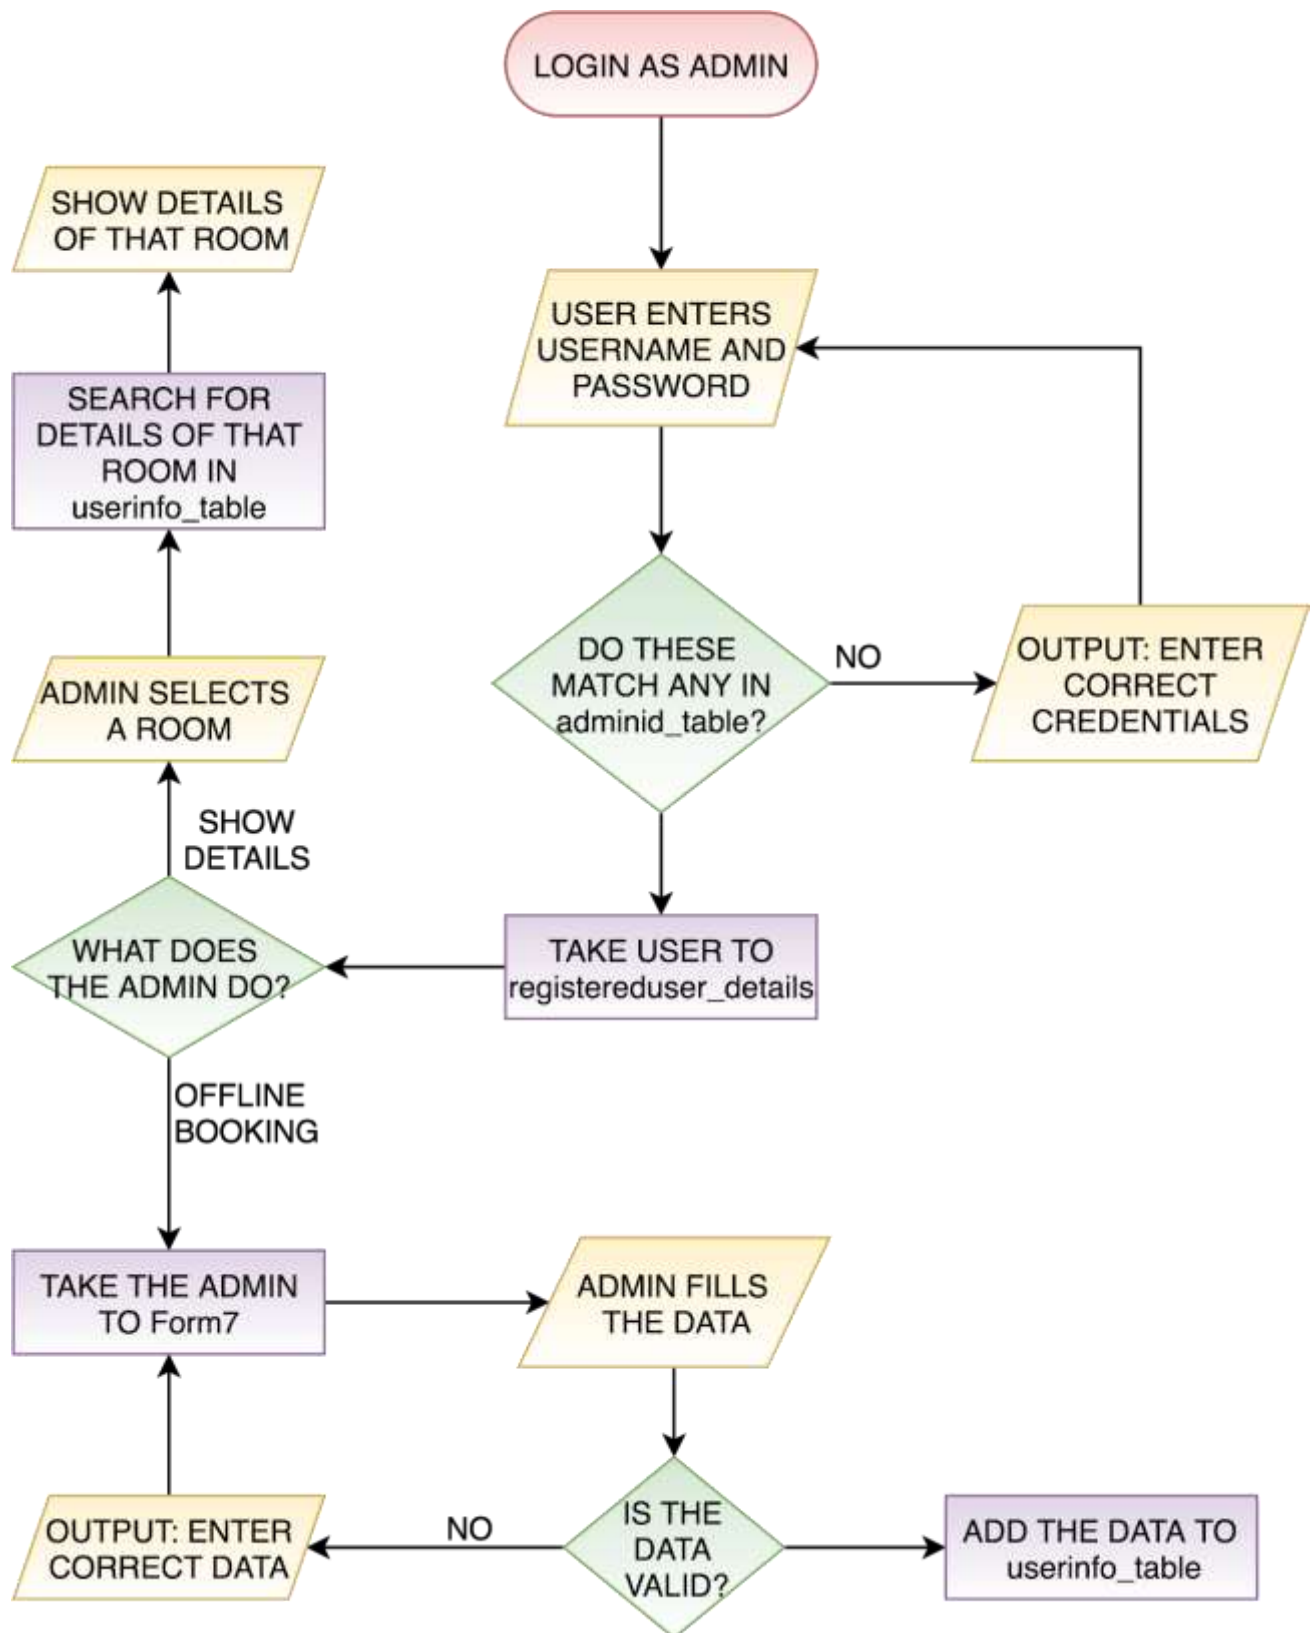 LOGIN AS ADMIN
SHOW DETAILS
OF THAT ROOM
USER ENTERS
USERNAME AND
PASSWORD
SEARCH FOR
DETAILS OF THAT
ROOM IN
userinfo_table
DO THESE
MATCH ANY IN
adminid_table?
NO
OUTPUT: ENTER
CORRECT
CREDENTIALS
ADMIN SELECTS
A ROOM
SHOW
DETAILS
WHAT DOES
THE ADMIN DO?
TAKE USER TO
registereduser_details
OFFLINE
BOOKING
TAKE THE ADMIN
TO Form7
ADMIN FILLS
THE DATA
OUTPUT: ENTER
CORRECT DATA
NO
IS THE
DATA
VALID?
ADD THE DATA TO
userinfo_table